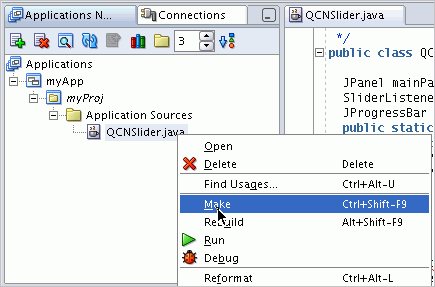 Applications N... Connections
QCNSlider.java
3
Applications
myApp
myProj
Application Sources
QCNSlider.java
*/
public class QC
JPanel mainPa
SliderListene
JProgressBar
public static
Open
Delete Delete
Find Usages... Ctrl+Alt-U
Make Ctrl+Shift-F9
Rebuild Alt+Shift-F9
Run
Debug
Reformat Ctrl+Alt-L